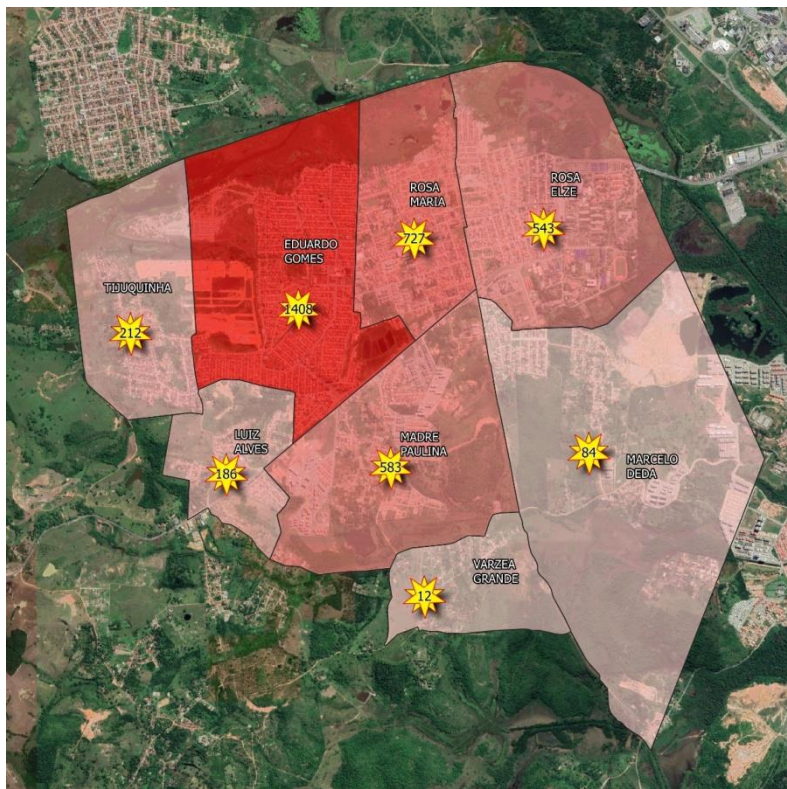 ROSA
ELZE
543
ROSA
MARIA
727
EDUARDO
GOMES
1408
TIJUQUINHA
212
LUIZ
ALVES
186
MADRE
PAULINA
583
MARCELO
DEDA
84
VARZEA
GRANDE
12